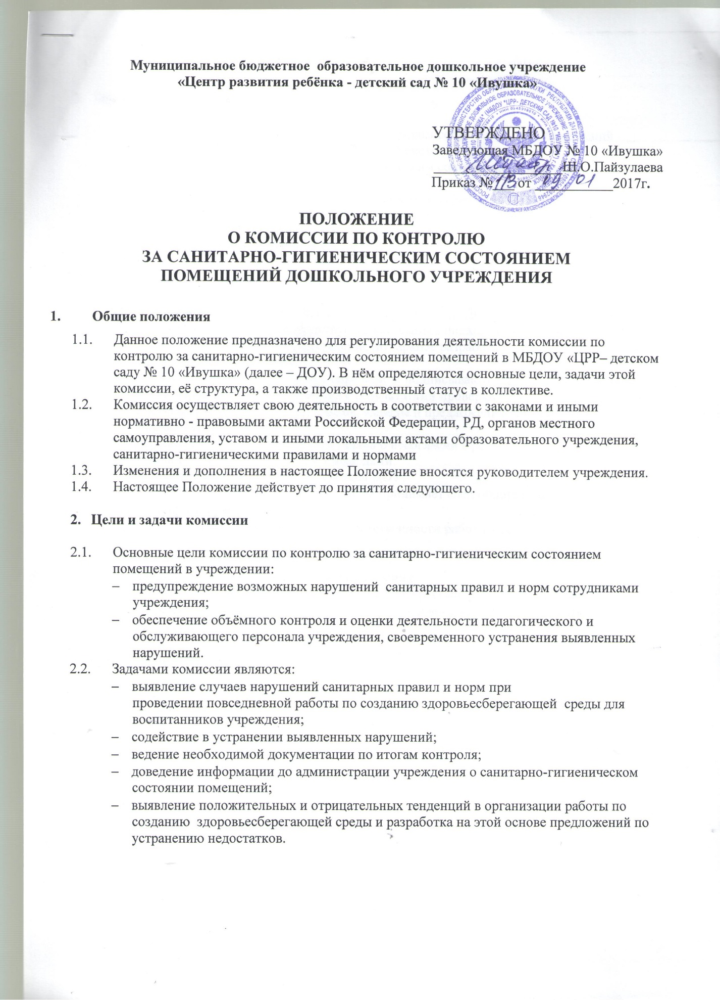 Муниципальное бюджетное  образовательное дошкольное учреждение
«Центр развития ребёнка - детский сад № 10 «Ивушка»
УТВЕРЖДЕНО
Заведующая МБДОУ № 10 «Ивушка»
Ш.О.Пайзулаева
Приказ № 1/3 от 09 01 2017г.
ПОЛОЖЕНИЕ
О КОМИССИИ ПО КОНТРОЛЮ
ЗА САНИТАРНО-ГИГИЕНИЧЕСКИМ СОСТОЯНИЕМ
ПОМЕЩЕНИЙ ДОШКОЛЬНОГО УЧРЕЖДЕНИЯ
1. Общие положения
1.1. Данное положение предназначено для регулирования деятельности комиссии по
контролю за санитарно-гигиеническим состоянием помещений в МБДОУ «ЦРР– детском
саду № 10 «Ивушка» (далее – ДОУ). В нём определяются основные цели, задачи этой
комиссии, её структура, а также производственный статус в коллективе.
1.2. Комиссия осуществляет свою деятельность в соответствии с законами и иными
нормативно - правовыми актами Российской Федерации, РД, органов местного
самоуправления, уставом и иными локальными актами образовательного учреждения,
санитарно-гигиеническими правилами и нормами
1.3. Изменения и дополнения в настоящее Положение вносятся руководителем учреждения.
1.4. Настоящее Положение действует до принятия следующего.
2. Цели и задачи комиссии
2.1. Основные цели комиссии по контролю за санитарно-гигиеническим состоянием
помещений в учреждении:
– предупреждение возможных нарушений  санитарных правил и норм сотрудниками
учреждения;
– обеспечение объёмного контроля и оценки деятельности педагогического и
обслуживающего персонала учреждения, своевременного устранения выявленных
нарушений.
2.2. Задачами комиссии являются:
– выявление случаев нарушений санитарных правил и норм при
проведении повседневной работы по созданию здоровьесберегающей  среды для
воспитанников учреждения;
– содействие в устранении выявленных нарушений;
– ведение необходимой документации по итогам контроля;
– доведение информации до администрации учреждения о санитарно-гигиеническом
состоянии помещений;
– выявление положительных и отрицательных тенденций в организации работы по
созданию  здоровьесберегающей среды и разработка на этой основе предложений по
устранению недостатков.